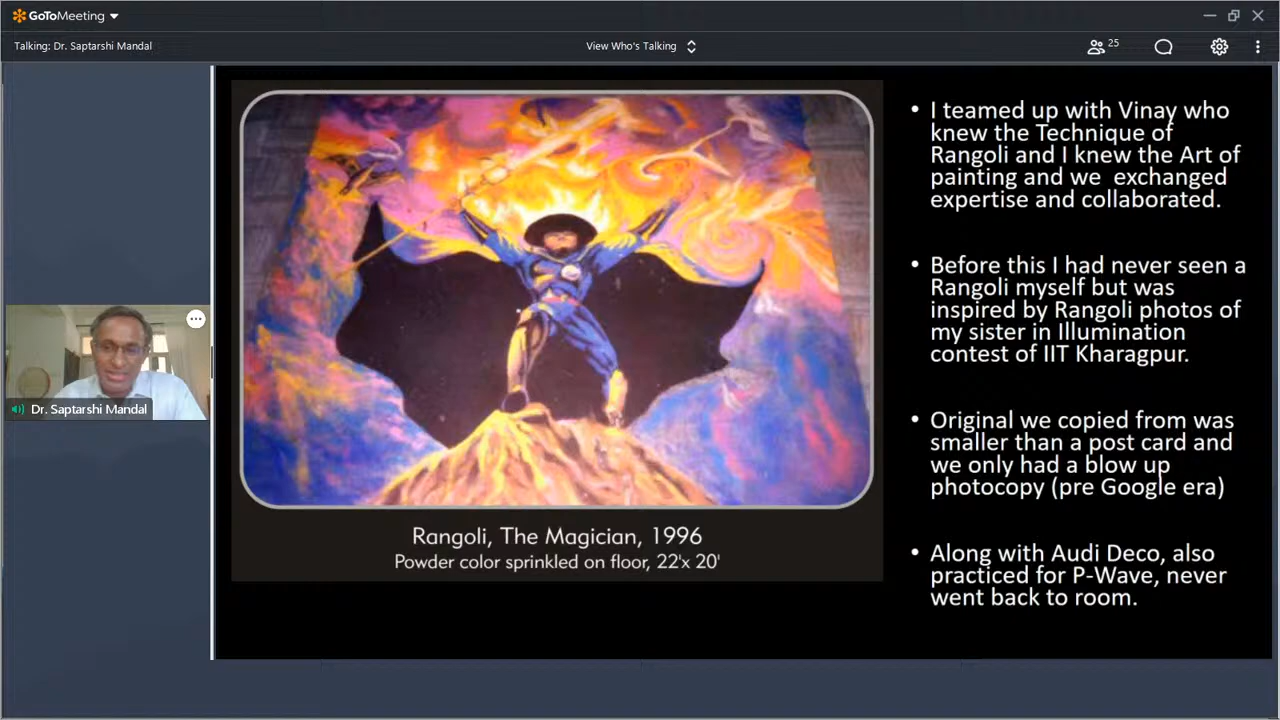 GoToMeeting
Talking: Dr. Saptarshi Mandal
View Who's Talking
25
Dr. Saptarshi Mandal
Rangoli, The Magician, 1996
Powder color sprinkled on floor, 22'x 20'
• I teamed up with Vinay who
knew the Technique of
Rangoli and I knew the Art of
painting and we exchanged
expertise and collaborated.
• Before this I had never seen a
Rangoli myself but was
inspired by Rangoli photos of
my sister in Illumination
contest of IIT Kharagpur.
• Original we copied from was
smaller than a post card and
we only had a blow up
photocopy (pre Google era)
• Along with Audi Deco, also
practiced for P-Wave, never
went back to room.